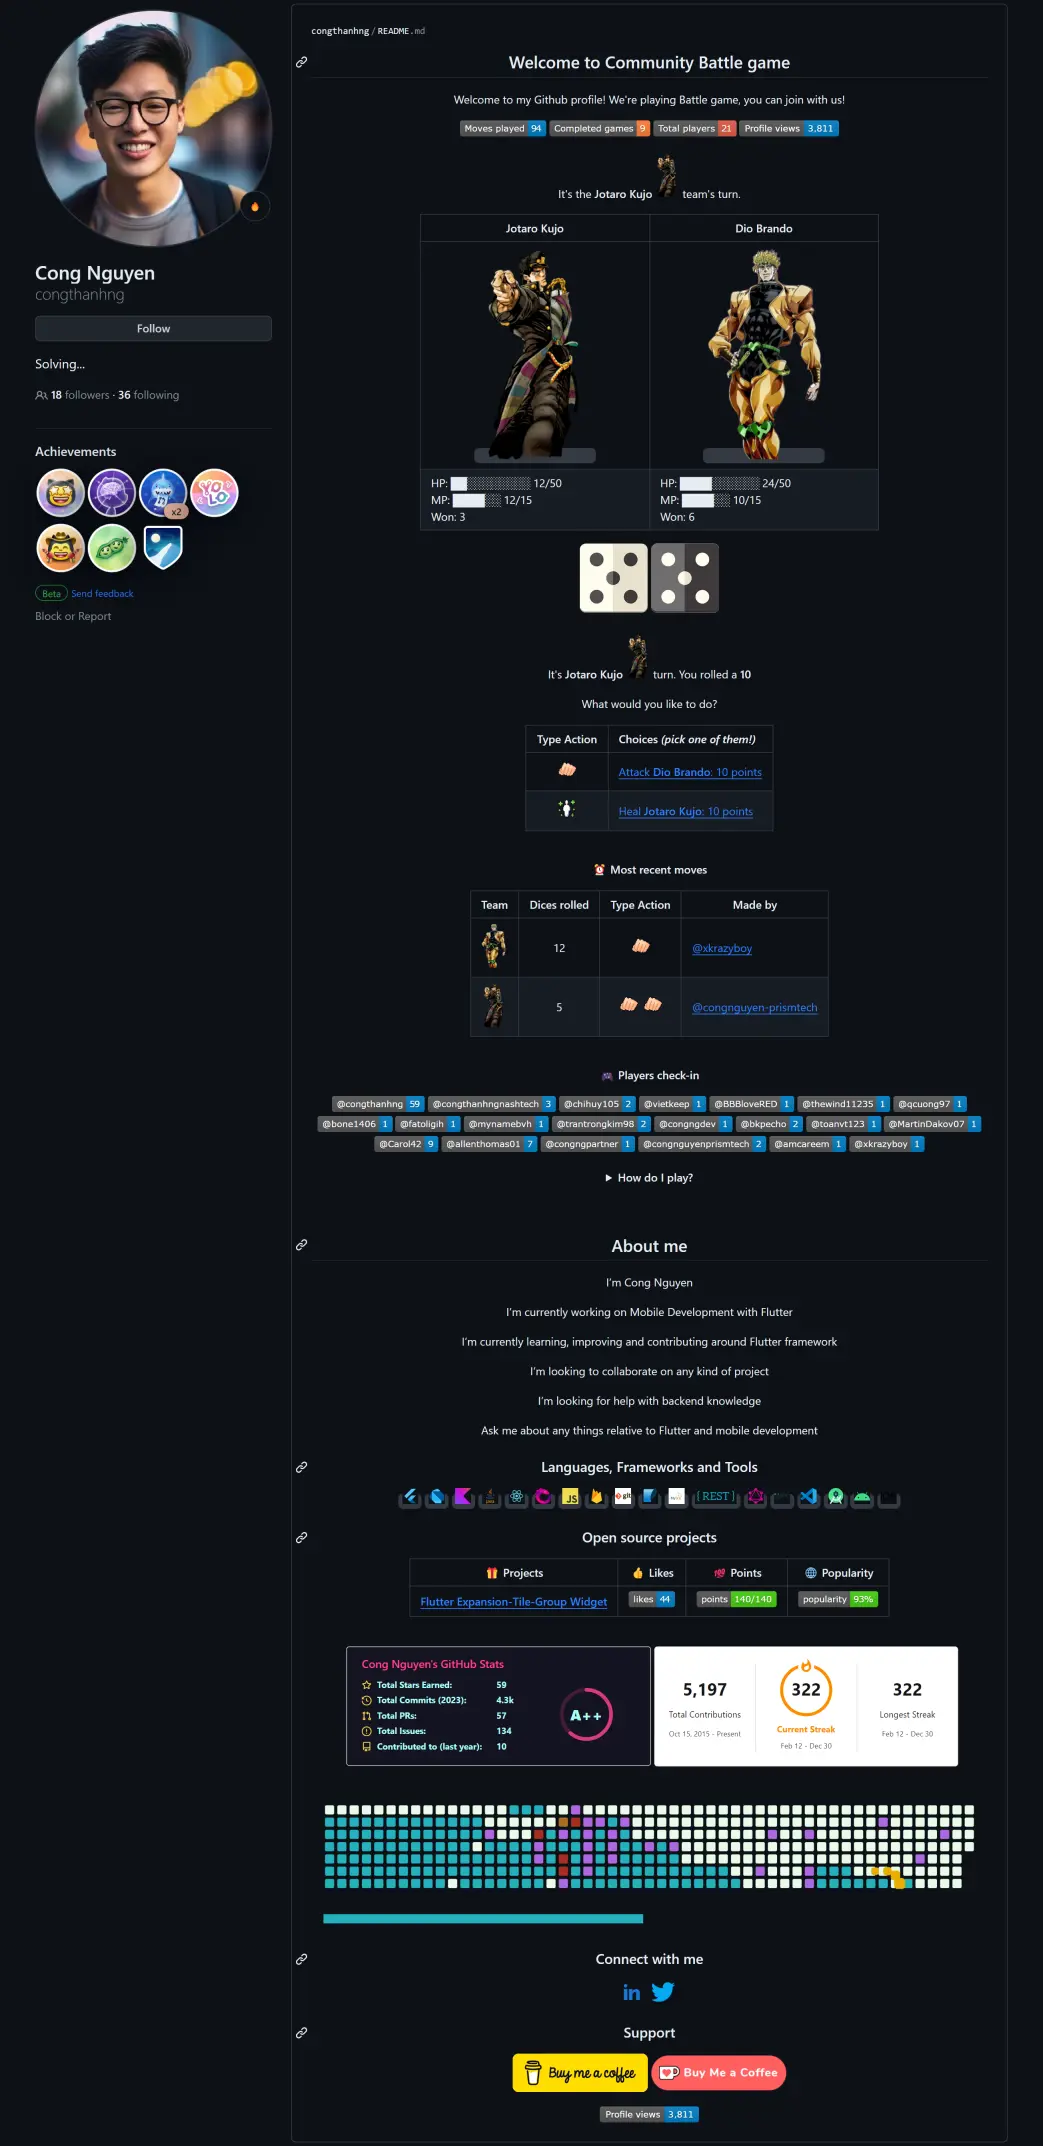 Cong Nguyen
congthanhng
Follow
Solving...
18 followers · 36 following
Achievements
YOLO
x2
Beta Send feedback
Block or Report
congthanhng / README.md
Welcome to Community Battle game
Welcome to my Github profile! We're playing Battle game, you can join with us!
Moves played 94 Completed games 9 Total players 21 Profile views 3,811
It's the Jotaro Kujo team's turn.
Jotaro Kujo Dio Brando
HP: 12/50 HP: 24/50
MP: 12/15 MP: 10/15
Won: 3 Won: 6
It's Jotaro Kujo turn. You rolled a 10
What would you like to do?
Type Action Choices (pick one of them!)
Attack Dio Brando: 10 points
Heal Jotaro Kujo: 10 points
Most recent moves
Team Dices rolled Type Action Made by
12 @xkrazyboy
5 @congnguyen-prismtech
Players check-in
@congthanhng 59 @congthanhngnashtech 3 @chihuy105 2 @vietkeep 1 @BBBloveRED 1 @thewind11235 1 @qcuong97 1
@bone1406 1 @fatoligih 1 @mynamebvh 1 @trantrongkim98 2 @congngdev 1 @bkpecho 2 @toanvt123 1 @MartinDakov07 1
@Carol42 9 @allenthomas01 7 @congngpartner 1 @congnguyenprismtech 2 @amcareem 1 @xkrazyboy 1
How do I play?
About me
I'm Cong Nguyen
I'm currently working on Mobile Development with Flutter
I'm currently learning, improving and contributing around Flutter framework
I'm looking to collaborate on any kind of project
I'm looking for help with backend knowledge
Ask me about any things relative to Flutter and mobile development
Languages, Frameworks and Tools
JS git { REST }
Open source projects
Projects Likes Points Popularity
Flutter Expansion-Tile-Group Widget likes 44 points 140/140 popularity 93%
Cong Nguyen's GitHub Stats
Total Stars Earned: 59
Total Commits (2023): 4.3k
Total PRs: 57
Total Issues: 134
Contributed to (last year): 10
A++
5,197
Total Contributions
Oct 15, 2015 - Present
322
Current Streak
Feb 12 - Dec 30
322
Longest Streak
Feb 12 - Dec 30
Connect with me
in
Support
Buy me a coffee Buy Me a Coffee
Profile views 3,811